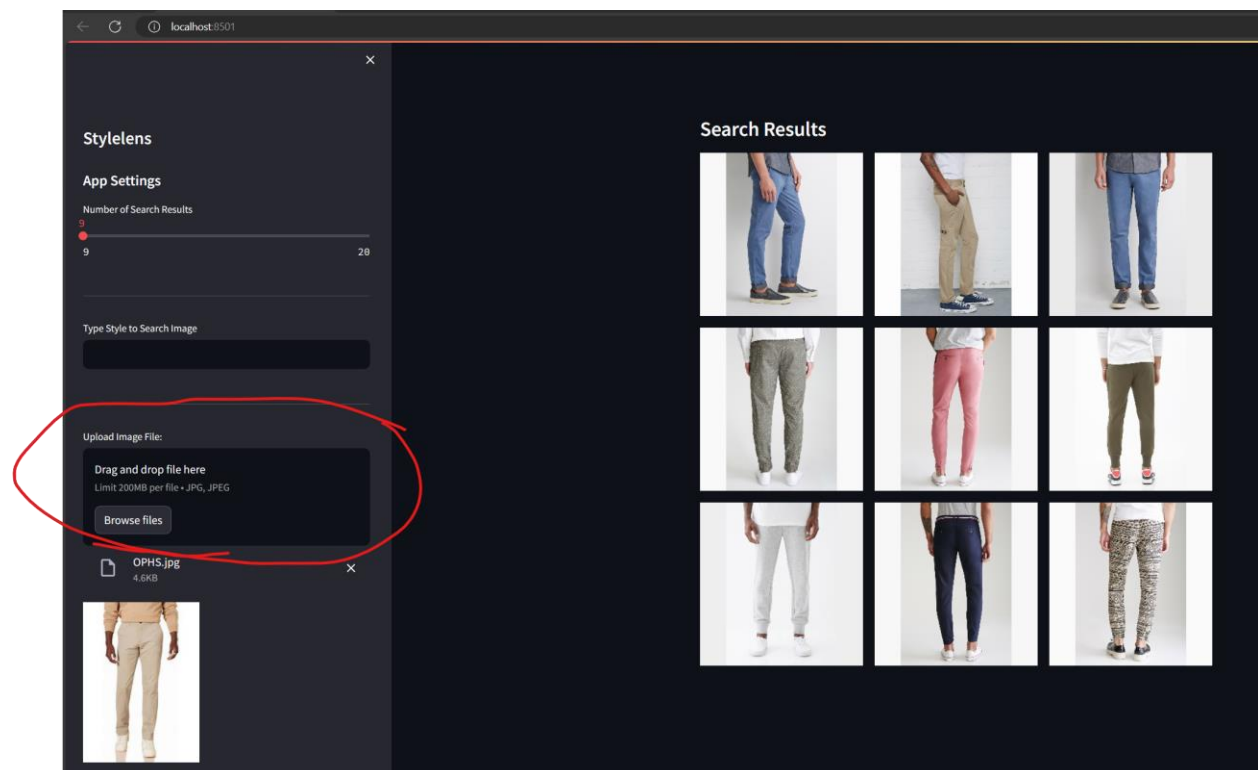 localhost:8501
Stylelens
App Settings
Number of Search Results
9
9 20
Type Style to Search Image
Upload Image File:
Drag and drop file here
Limit 200MB per file • JPG, JPEG
Browse files
OPHS.jpg
4.6KB
Search Results